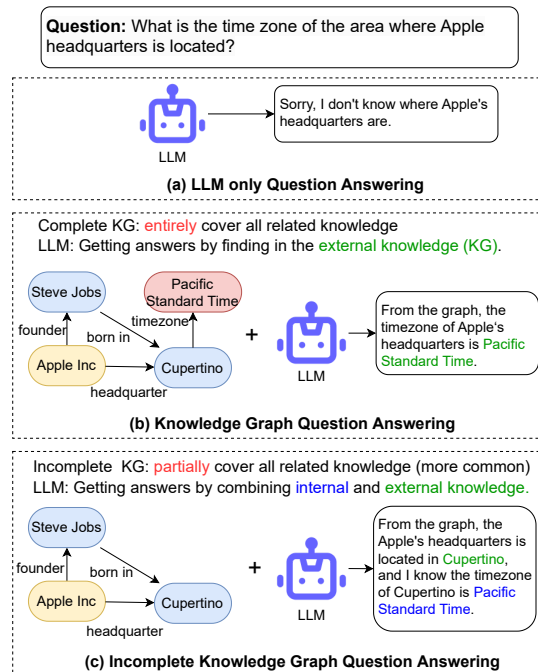 Question: What is the time zone of the area where Apple
headquarters is located?
Sorry, I don't know where Apple's
headquarters are.
LLM
(a) LLM only Question Answering
Complete KG: entirely cover all related knowledge
LLM: Getting answers by finding in the external knowledge (KG).
Steve Jobs
Pacific
Standard Time
founder
born in
timezone
Apple Inc
Cupertino
headquarter
+
LLM
From the graph, the
timezone of Apple's
headquarters is Pacific
Standard Time.
(b) Knowledge Graph Question Answering
Incomplete KG: partially cover all related knowledge (more common)
LLM: Getting answers by combining internal and external knowledge.
Steve Jobs
founder
born in
Apple Inc
Cupertino
headquarter
+
LLM
From the graph, the
Apple's headquarters is
located in Cupertino,
and I know the timezone
of Cupertino is Pacific
Standard Time.
(c) Incomplete Knowledge Graph Question Answering